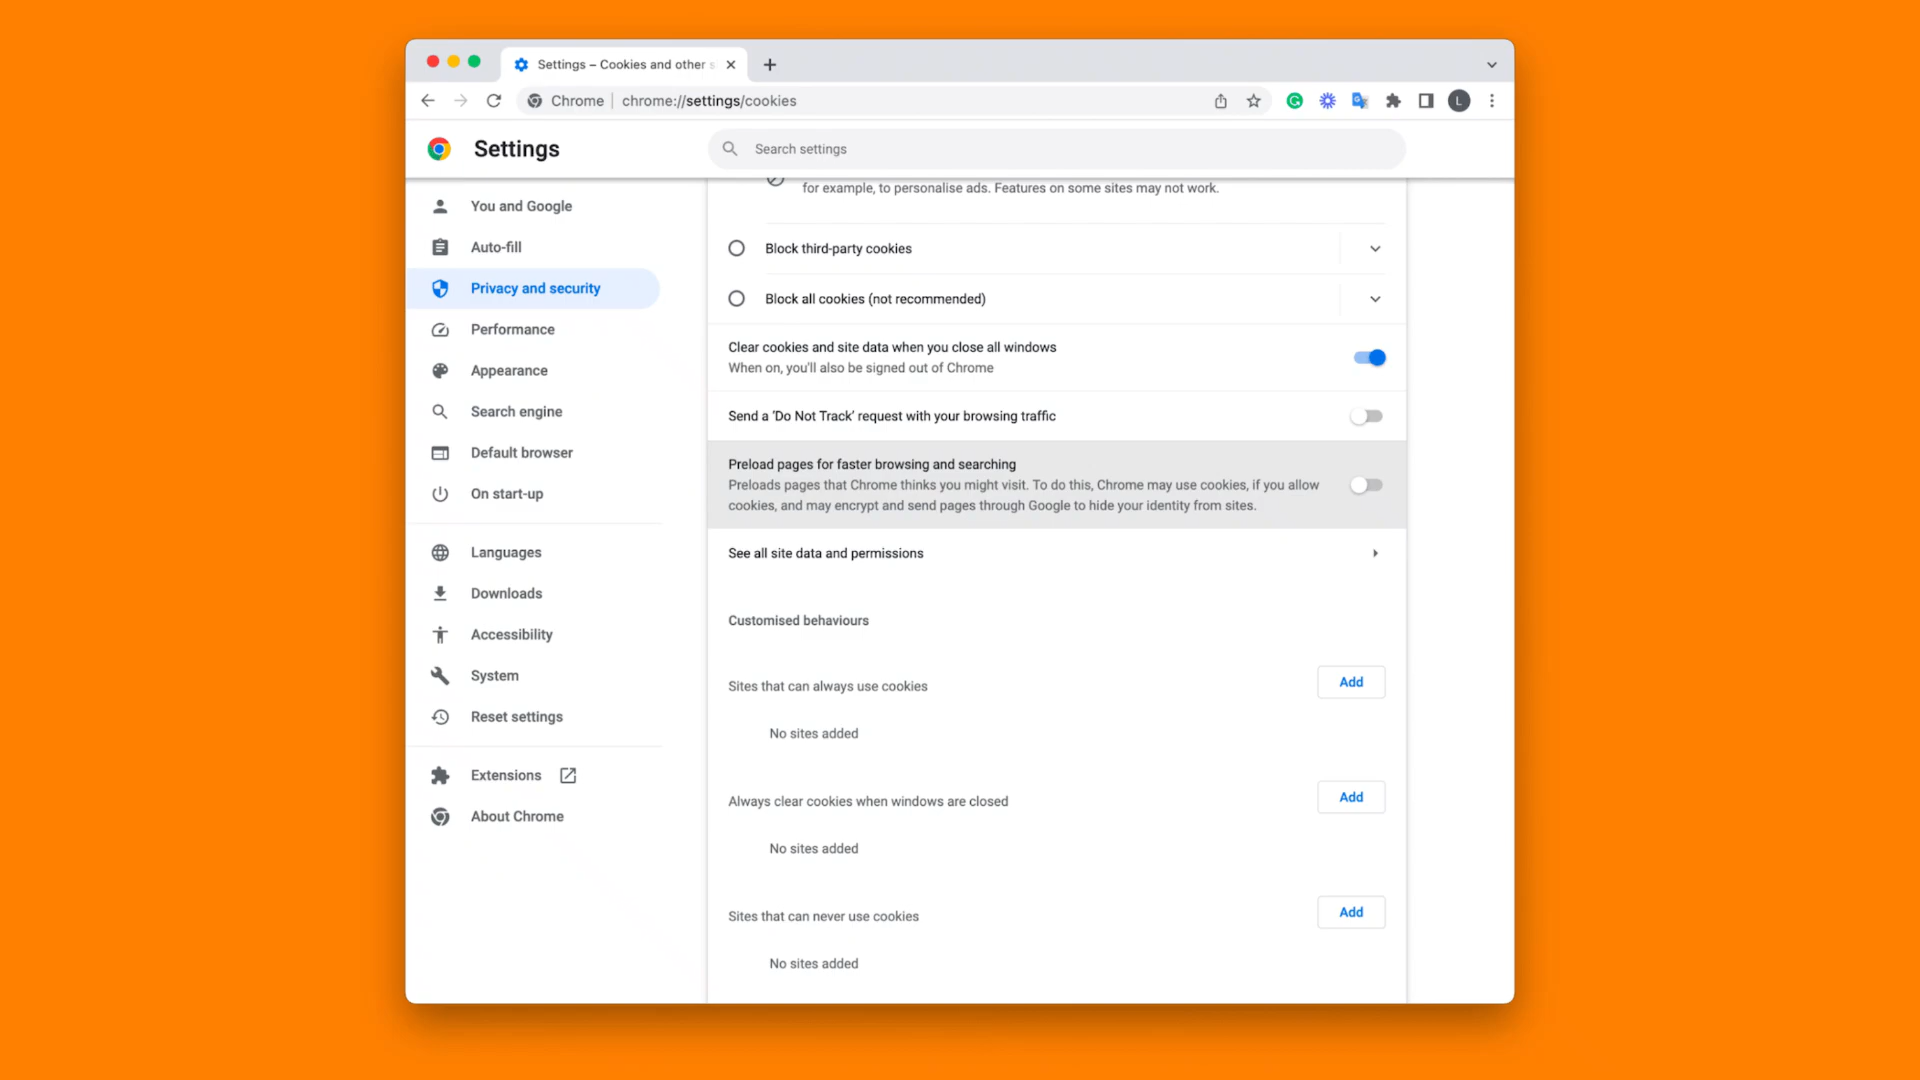 Settings – Cookies and other s
Chrome
chrome://settings/cookies
L
Settings
Search settings
You and Google
Auto-fill
Privacy and security
Performance
Appearance
Search engine
Default browser
On start-up
Languages
Downloads
Accessibility
System
Reset settings
Extensions
About Chrome
for example, to personalise ads. Features on some sites may not work.
Block third-party cookies
Block all cookies (not recommended)
Clear cookies and site data when you close all windows
When on, you'll also be signed out of Chrome
Send a 'Do Not Track' request with your browsing traffic
Preload pages for faster browsing and searching
Preloads pages that Chrome thinks you might visit. To do this, Chrome may use cookies, if you allow
cookies, and may encrypt and send pages through Google to hide your identity from sites.
See all site data and permissions
Customised behaviours
Sites that can always use cookies
Add
No sites added
Always clear cookies when windows are closed
Add
No sites added
Sites that can never use cookies
Add
No sites added